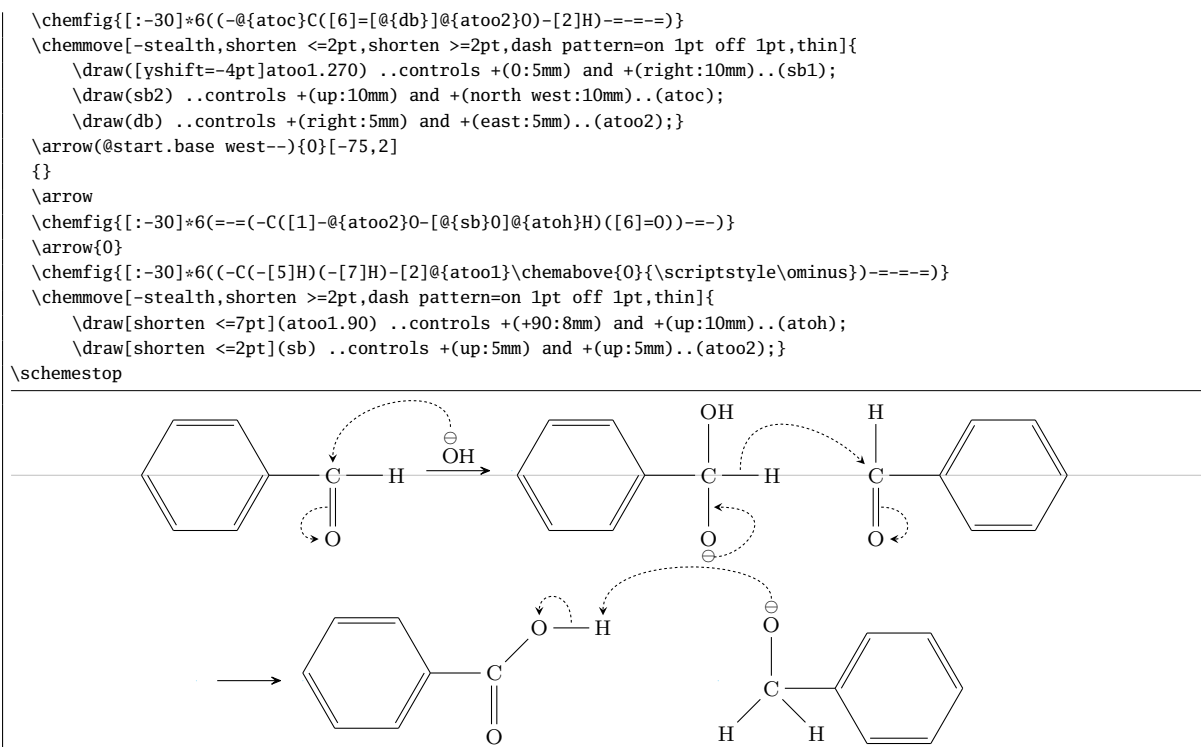 \chemfig{[:-30]*6((-@{atoc}C([6]=[@{db}]@{atoo2}O)-[2]H)-=-=-=)}
\chemmove[-stealth,shorten <=2pt,shorten >=2pt,dash pattern=on 1pt off 1pt,thin]{
\draw([yshift=-4pt]atoo1.270) ..controls +(0:5mm) and +(right:10mm)..(sb1);
\draw(sb2) ..controls +(up:10mm) and +(north west:10mm)..(atoc);
\draw(db) ..controls +(right:5mm) and +(east:5mm)..(atoo2);}
\arrow(@start.base west--){0}[-75,2]
{}
\arrow
\chemfig{[:-30]*6(=-=(-C([1]-@{atoo2}O-[@{sb}0]@{atoh}H)([6]=O))-=-)}
\arrow{0}
\chemfig{[:-30]*6((-C(-[5]H)(-[7]H)-[2]@{atoo1}\chemabove{O}{\scriptstyle\ominus})-=-=-=)}
\chemmove[-stealth,shorten >=2pt,dash pattern=on 1pt off 1pt,thin]{
\draw[shorten <=7pt](atoo1.90) ..controls +(+90:8mm) and +(up:10mm)..(atoh);
\draw[shorten <=2pt](sb) ..controls +(up:5mm) and +(up:5mm)..(atoo2);}
\schemestop
OH H
⊖
OH
C H C H C
O O O
⊖
⊖
O H O
C C
O H H